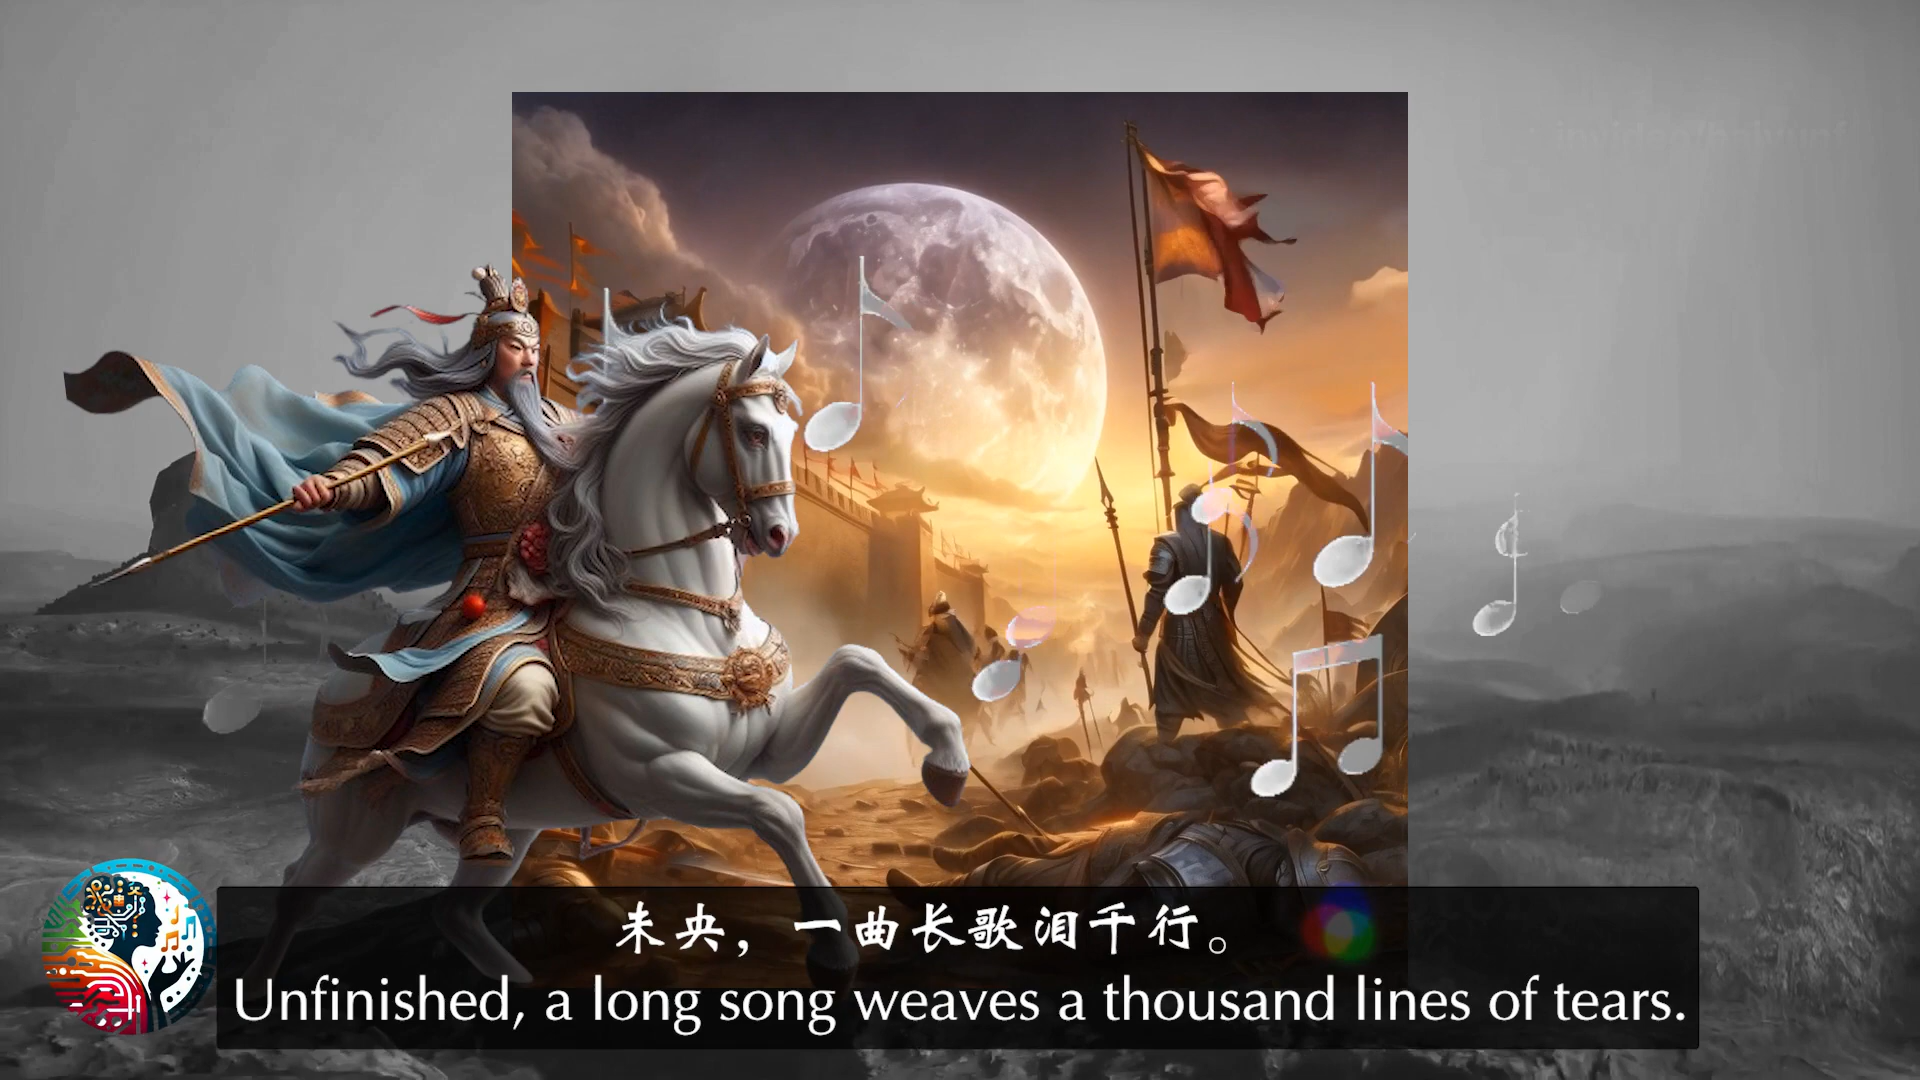 未央，一曲长歌泪千行。
Unfinished, a long song weaves a thousand lines of tears.